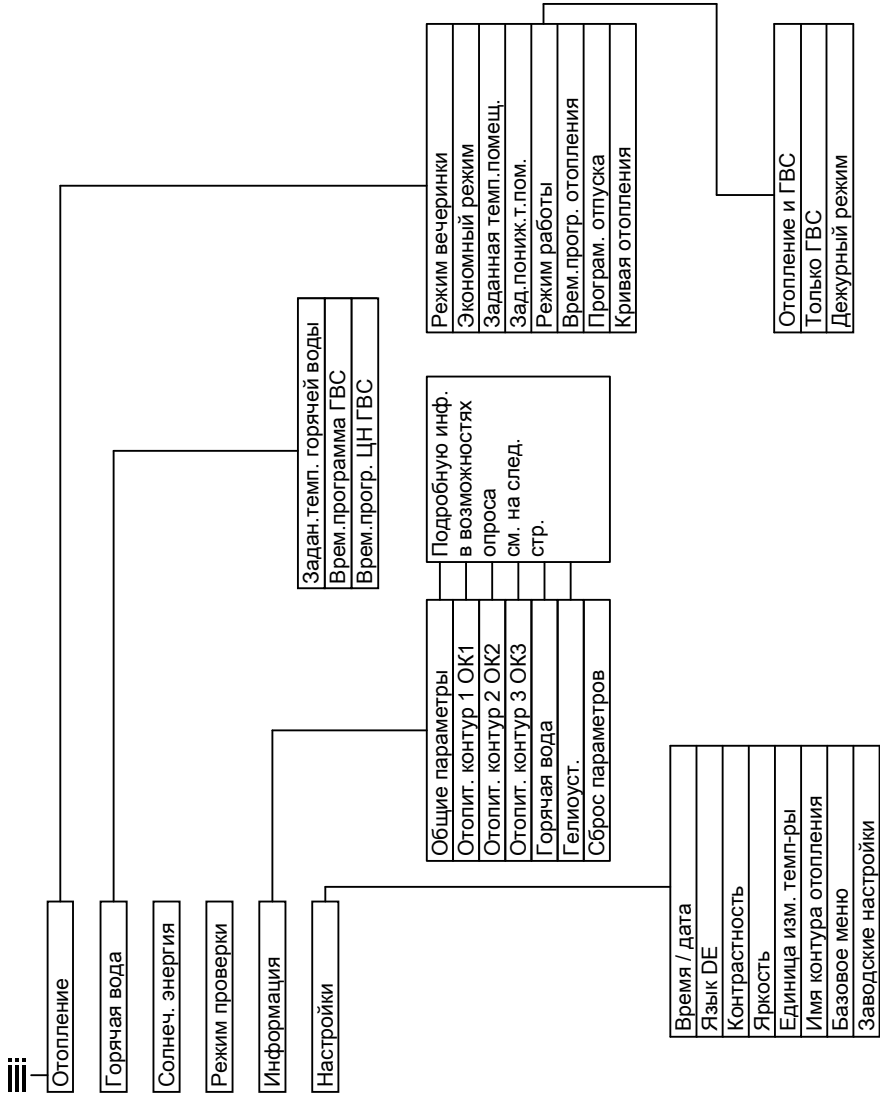 Отопление
Горячая вода
Солнеч. энергия
Режим проверки
Информация
Настройки
Режим вечеринки
Экономный режим
Заданная темп.помещ.
Зад.пониж.т.пом.
Режим работы
Врем.прогр. отопления
Програм. отпуска
Кривая отопления
Отопление и ГВС
Только ГВС
Дежурный режим
Задан.темп. горячей воды
Врем.программа ГВС
Врем.прогр. ЦН ГВС
Общие параметры
Отопит. контур 1 ОК1
Отопит. контур 2 ОК2
Отопит. контур 3 ОК3
Горячая вода
Гелиоуст.
Сброс параметров
Подробную инф.
в возможностях
опроса
см. на след.
стр.
Время / дата
Язык DE
Контрастность
Яркость
Единица изм. темп-ры
Имя контура отопления
Базовое меню
Заводские настройки